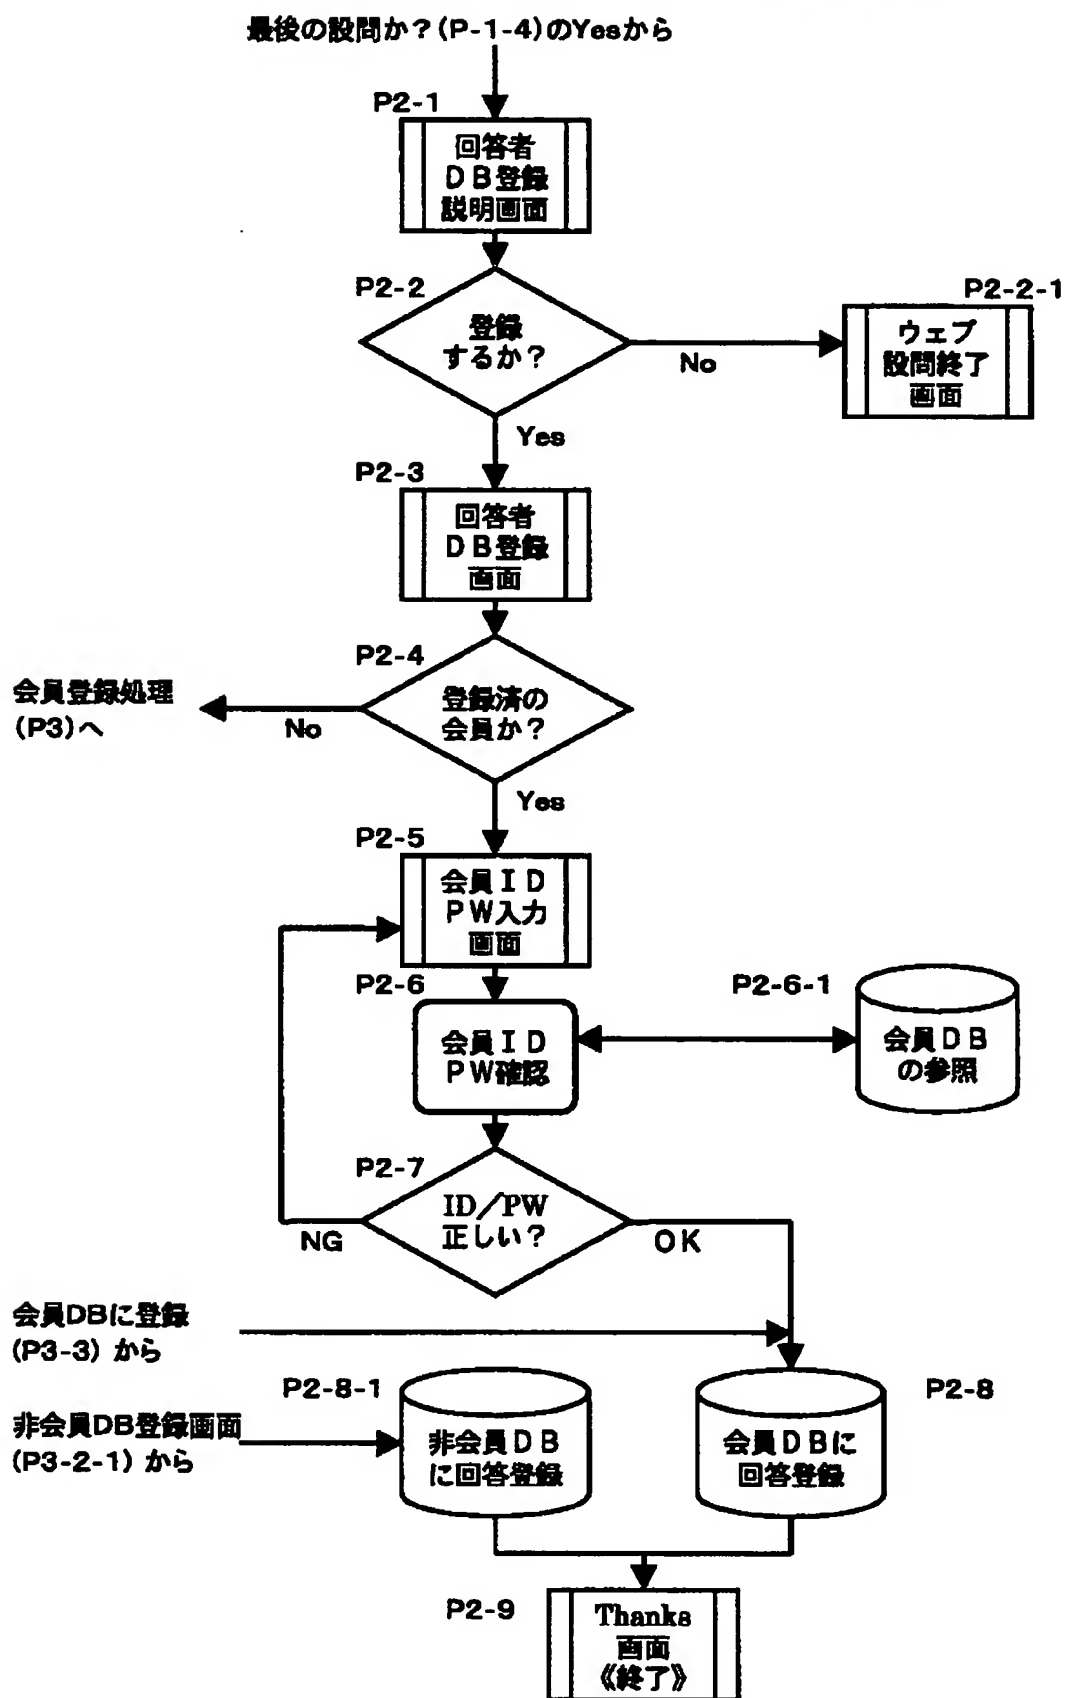 最後の設問か？(P-1-4)のYesから
P2-1
回答者
ＤＢ登録
説明画面
P2-2
登録
するか？
No
P2-2-1
ウェブ
設問終了
画面
Yes
P2-3
回答者
ＤＢ登録
画面
P2-4
登録済の
会員か？
会員登録処理
(P3)へ
No
Yes
P2-5
会員ＩＤ
ＰＷ入力
画面
P2-6
会員ＩＤ
ＰＷ確認
P2-6-1
会員ＤＢ
の参照
P2-7
ID／PW
正しい？
NG
OK
会員DBに登録
(P3-3) から
P2-8-1
非会員ＤＢ
に回答登録
P2-8
会員ＤＢに
回答登録
非会員DB登録画面
(P3-2-1) から
P2-9
Thanks
画面
《終了》